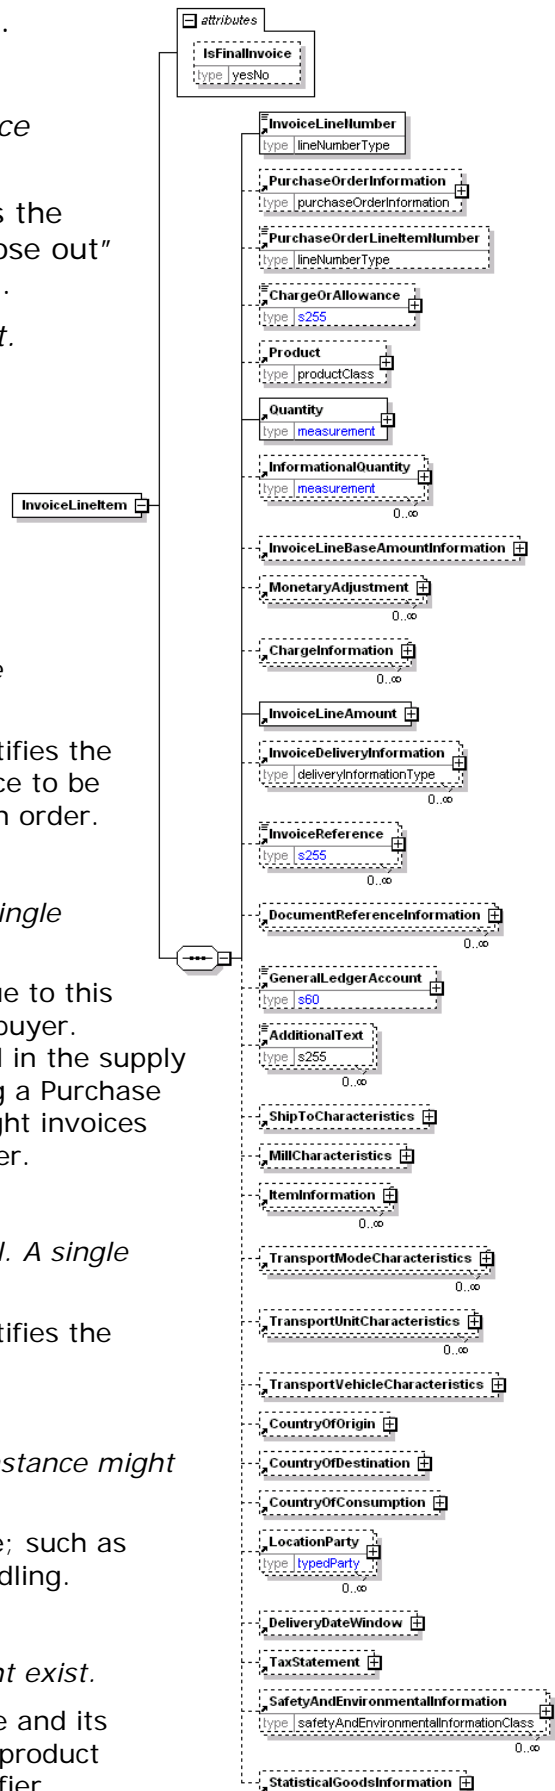 .
ce
s the
ose out"
.
t.
e
tifies the
ce to be
n order.
ingle
ue to this
buyer.
d in the supply
g a Purchase
ght invoices
er.
l. A single
tifies the
nstance might
e; such as
dling.
nt exist.
e and its
product
fier
attributes
IsFinalInvoice
type yesNo
InvoiceLineItem
InvoiceLineNumber
type lineNumberType
PurchaseOrderInformation
type purchaseOrderInformation
PurchaseOrderLineItemNumber
type lineNumberType
ChargeOrAllowance
type s255
Product
type productClass
Quantity
type measurement
InformationalQuantity
type measurement
0..∞
InvoiceLineBaseAmountInformation
MonetaryAdjustment
0..∞
ChargeInformation
0..∞
InvoiceLineAmount
InvoiceDeliveryInformation
type deliveryInformationType
0..∞
InvoiceReference
type s255
0..∞
DocumentReferenceInformation
0..∞
GeneralLedgerAccount
type s60
AdditionalText
type s255
0..∞
ShipToCharacteristics
MillCharacteristics
ItemInformation
0..∞
TransportModeCharacteristics
0..∞
TransportUnitCharacteristics
0..∞
TransportVehicleCharacteristics
CountryOfOrigin
CountryOfDestination
CountryOfConsumption
LocationParty
type typedParty
0..∞
DeliveryDateWindow
TaxStatement
SafetyAndEnvironmentalInformation
type safetyAndEnvironmentalInformationClass
0..∞
StatisticalGoodsInformation